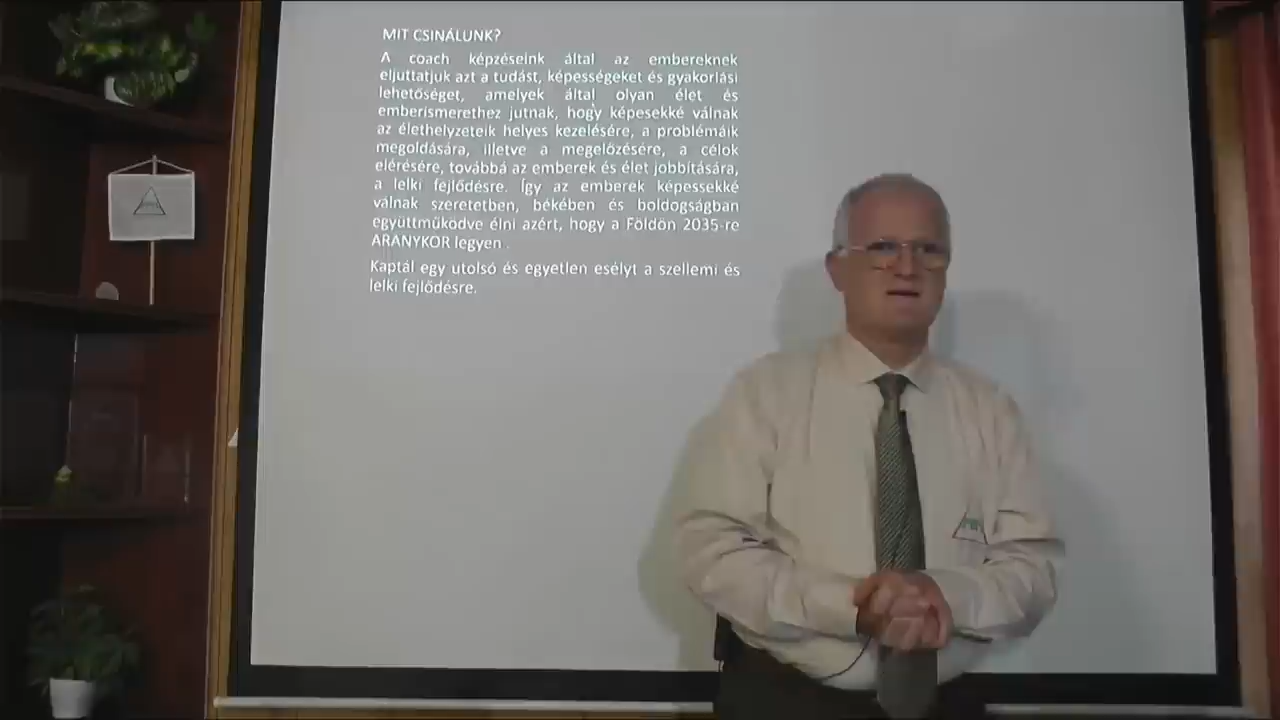 MIT CSINÁLUNK?
A coach képzéseink által az embereknek
eljuttatjuk azt a tudást, képességeket és gyakorlási
lehetőséget, amelyek által olyan élet és
emberismerethez jutnak, hogy képesekké válnak
az élethelyzeteik helyes kezelésére, a problémáik
megoldására, illetve a megelőzésére, a célok
elérésére, továbbá az emberek és élet jobbítására,
a lelki fejlődésre. Így az emberek képessekké
válnak szeretetben, békében és boldogságban
együttműködve élni azért, hogy a Földön 2035-re
ARANYKOR legyen .
Kaptál egy utolsó és egyetlen esélyt a szellemi és
lelki fejlődésre.